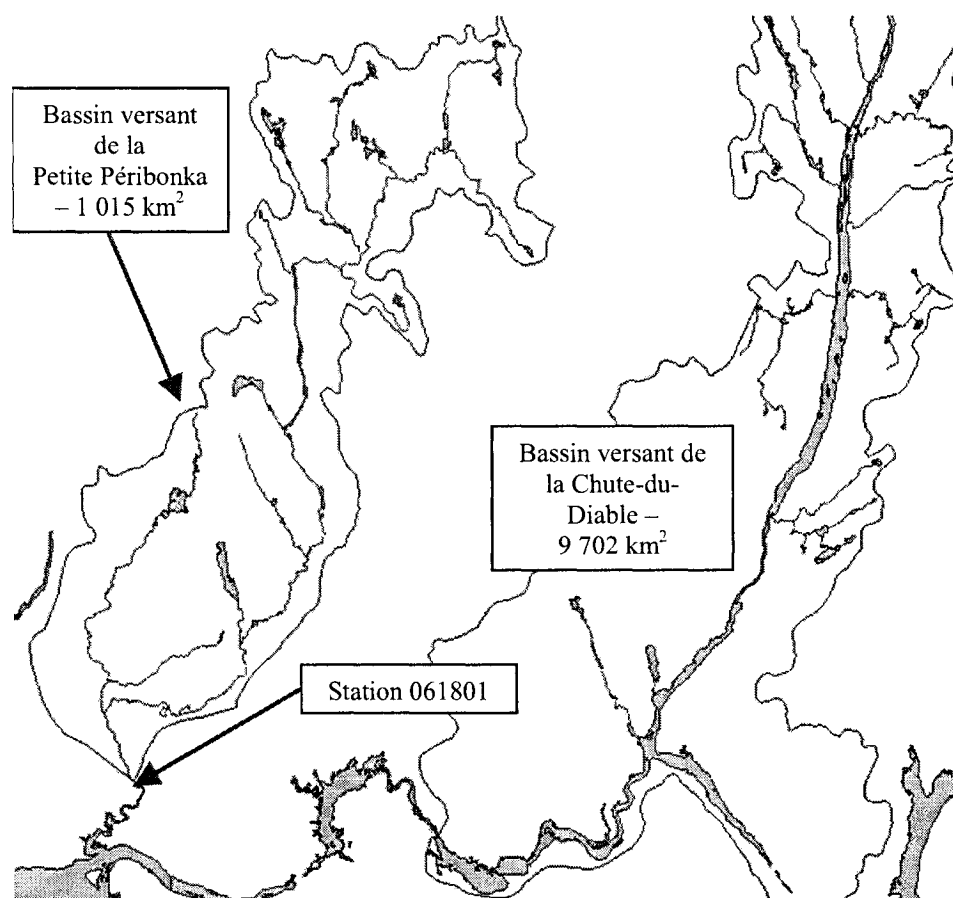 Bassin versant
de la
Petite Péribonka
– 1 015 km²
Bassin versant de
la Chute-du-
Diable –
9 702 km²
Station 061801